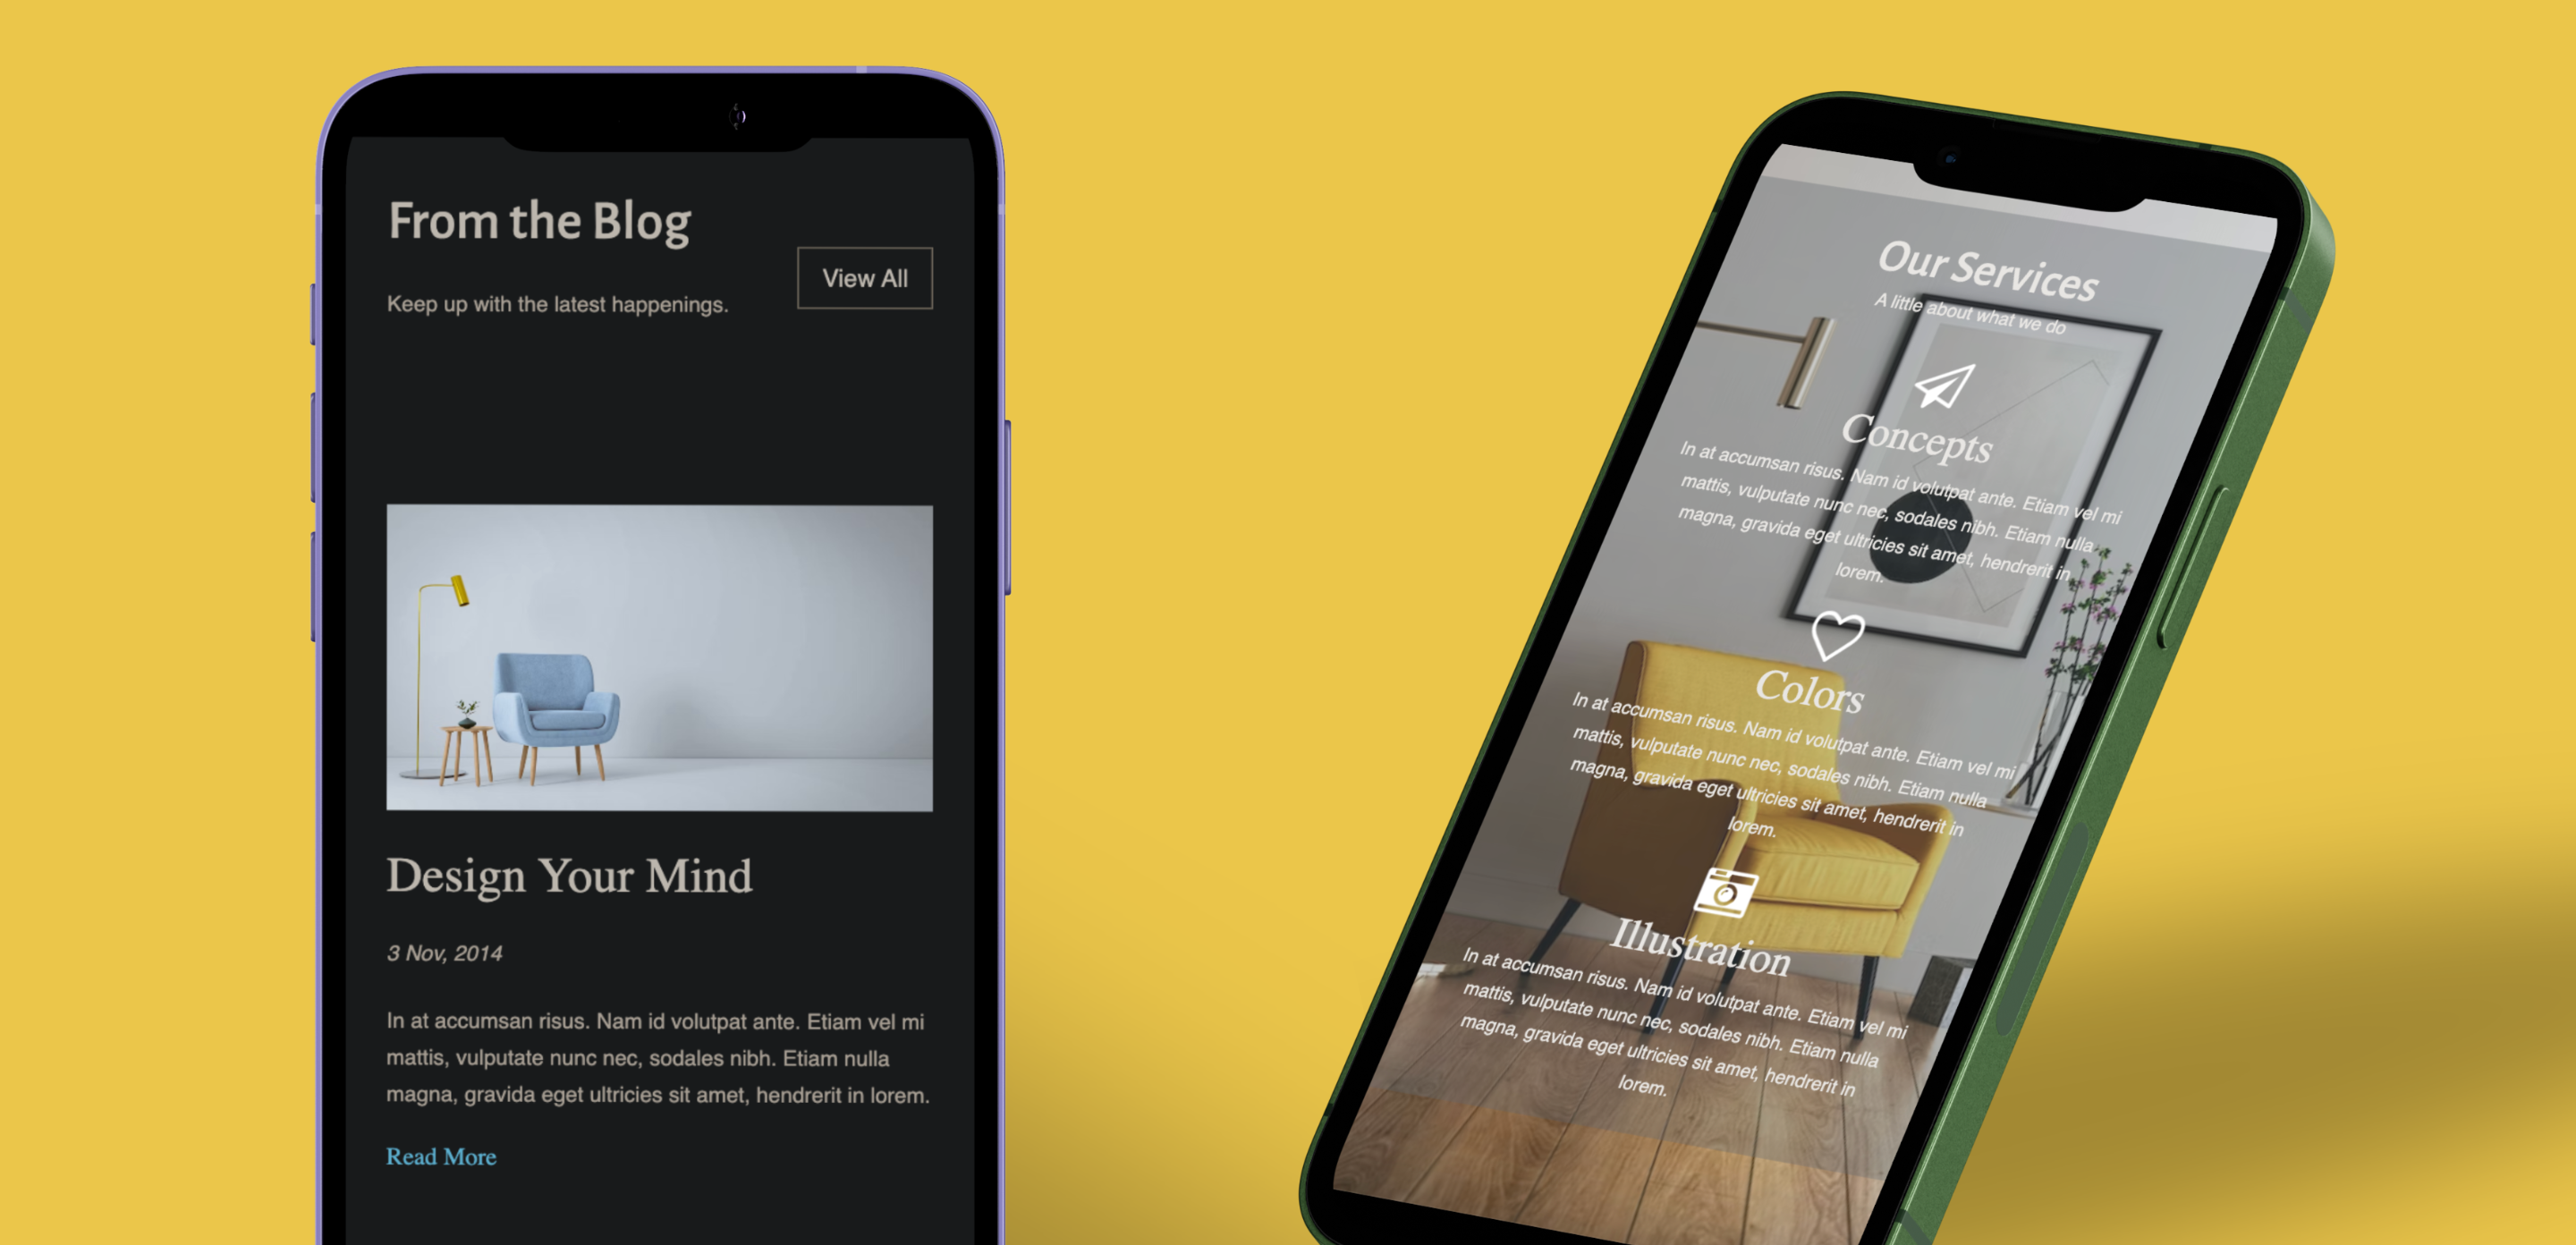 From the Blog
View All
Keep up with the latest happenings.
Design Your Mind
3 Nov, 2014
In at accumsan risus. Nam id volutpat ante. Etiam vel mi
mattis, vulputate nunc nec, sodales nibh. Etiam nulla
magna, gravida eget ultricies sit amet, hendrerit in lorem.
Read More
Our Services
A little about what we do
Concepts
In at accumsan risus. Nam id volutpat ante. Etiam vel mi
mattis, vulputate nunc nec, sodales nibh. Etiam nulla
magna, gravida eget ultricies sit amet, hendrerit in
lorem.
Colors
In at accumsan risus. Nam id volutpat ante. Etiam vel mi
mattis, vulputate nunc nec, sodales nibh. Etiam nulla
magna, gravida eget ultricies sit amet, hendrerit in
lorem.
Illustration
In at accumsan risus. Nam id volutpat ante. Etiam vel mi
mattis, vulputate nunc nec, sodales nibh. Etiam nulla
magna, gravida eget ultricies sit amet, hendrerit in
lorem.